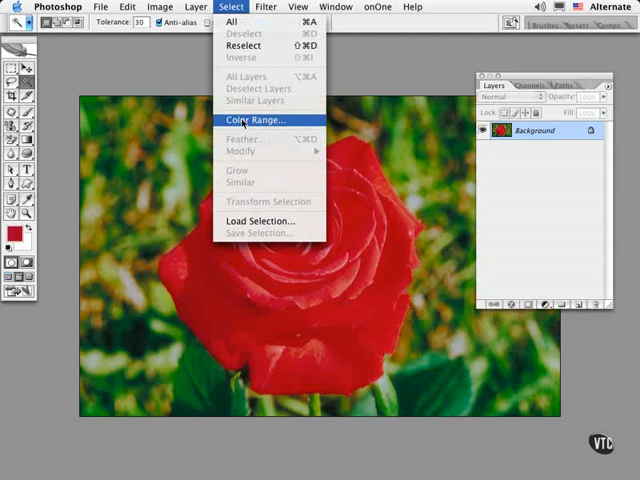 Photoshop File Edit Image Layer Select Filter View onOne Window Help Alternate
Tolerance: 30 Anti-alias Brushes Presets Comps
All ⌘A
Deselect ⌘D
Reselect ⇧⌘D
Inverse ⇧⌘I
All Layers ⌥⌘A
Deselect Layers
Similar Layers
Color Range...
Feather... ⌥⌘D
Modify
Grow
Similar
Transform Selection
Load Selection...
Save Selection...
Layers Channels Paths
Normal Opacity: 100%
Lock: Fill: 100%
Background
VTC